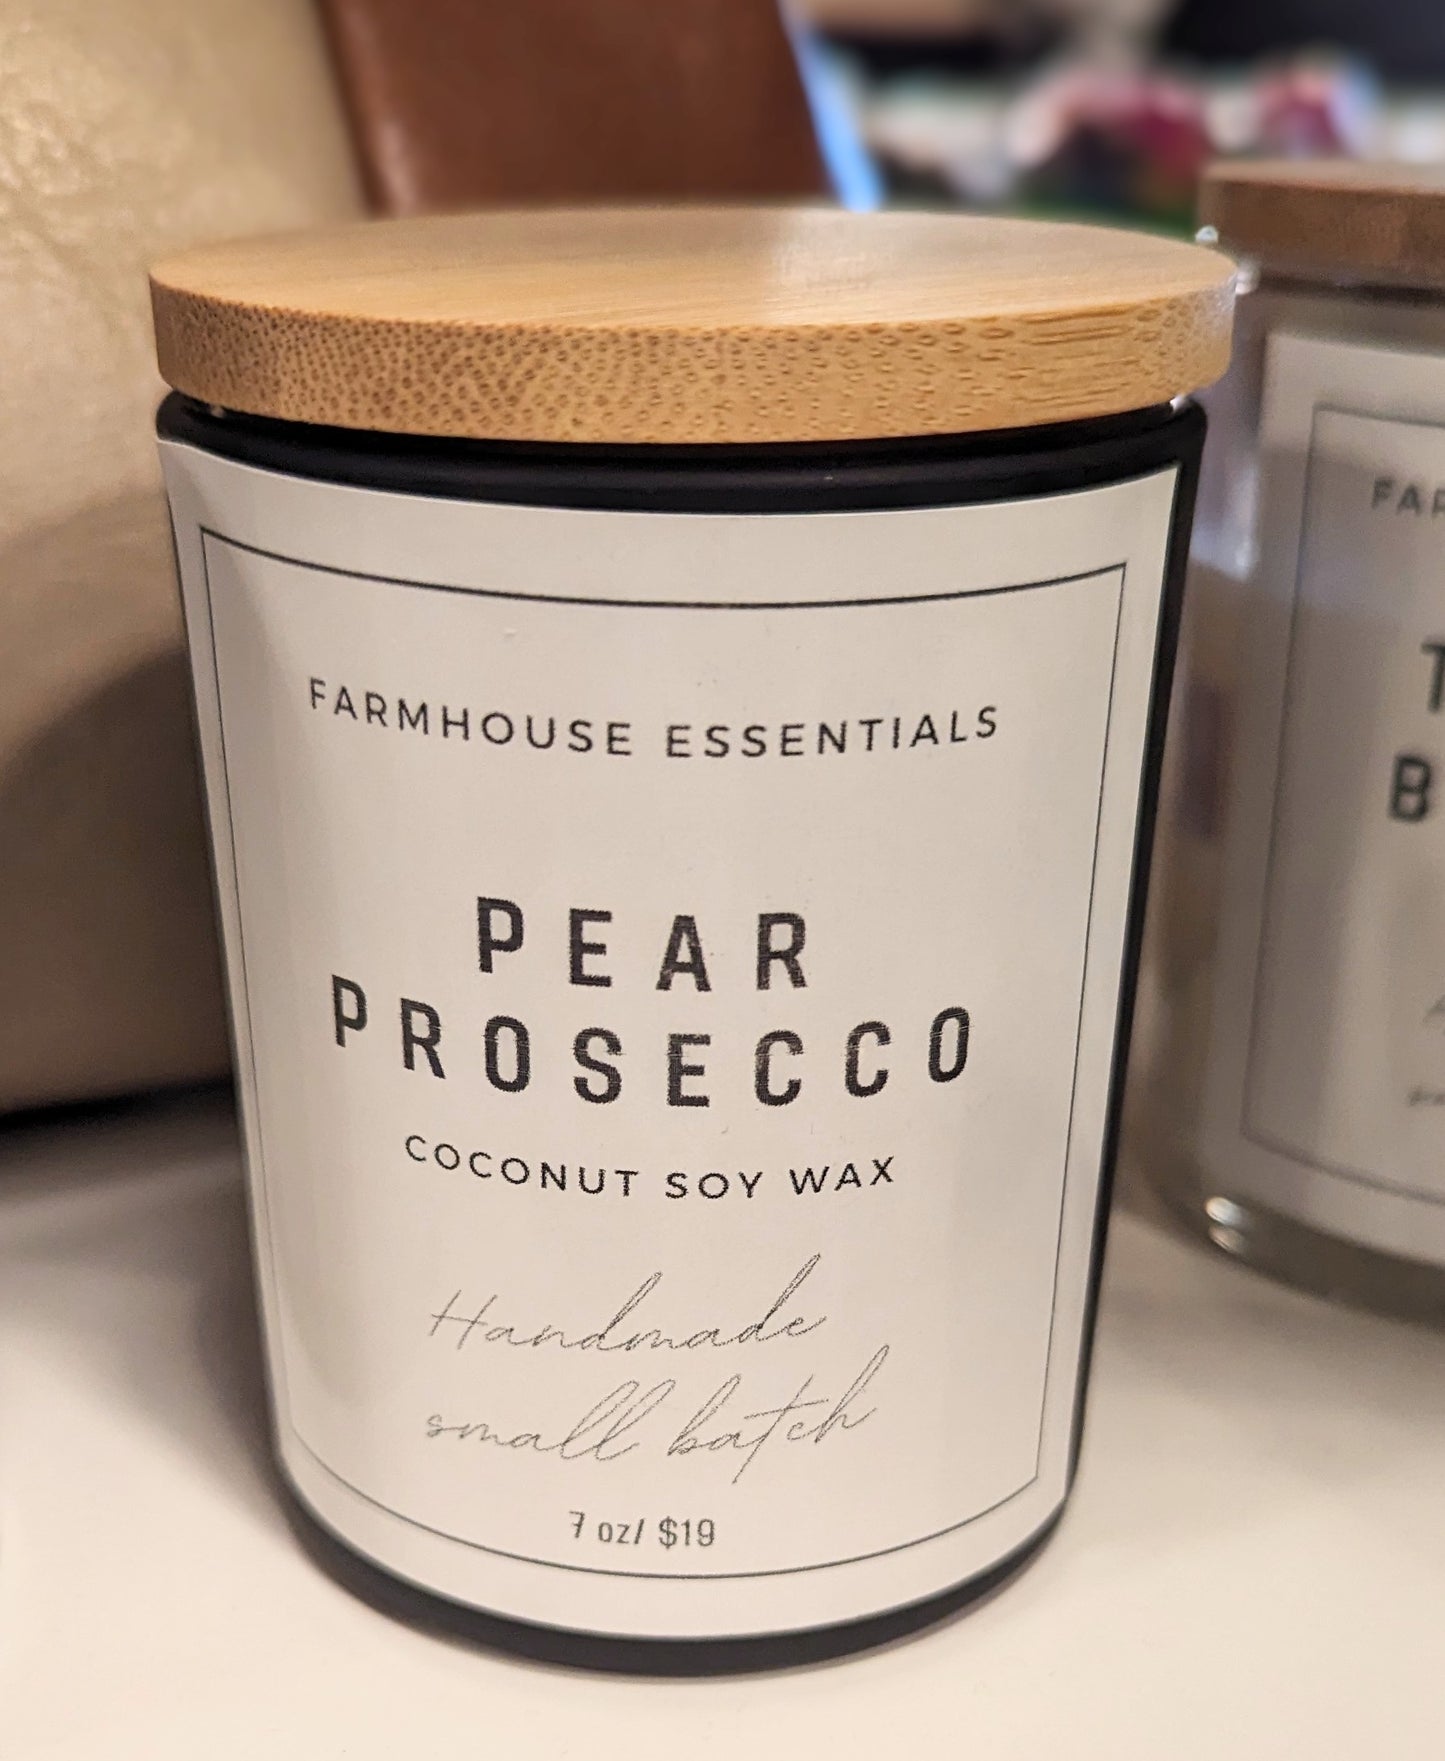 FARMHOUSE ESSENTIALS
PEAR
PROSECCO
COCONUT SOY WAX
Handmade
small batch
7 oz/ $19